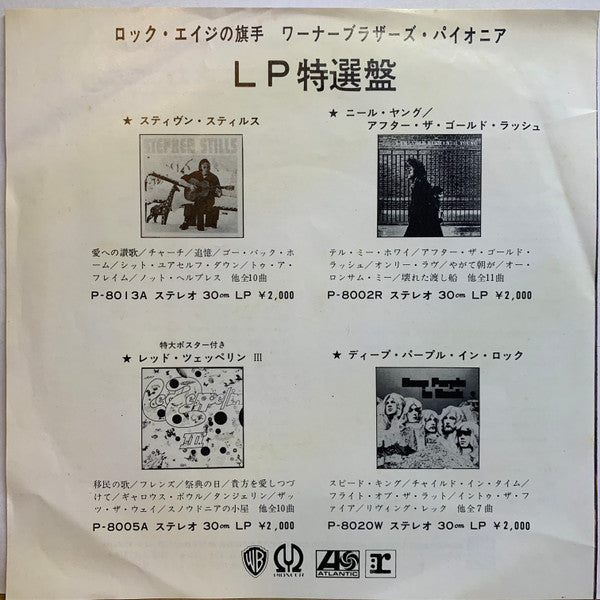 ロック・エイジの旗手 ワーナーブラザーズ・パイオニア
LP特選盤
★ スティヴン・スティルス
STEPHEN STILLS
愛への讃歌/チャーチ/追憶/ゴー・バック・ホ
ーム/シット・ユアセルフ・ダウン/トゥ・ア・
フレイム/ノット・ヘルプレス 他全10曲
P-8013A ステレオ 30cm LP ¥2,000
★ ニール・ヤング/
アフター・ザ・ゴールド・ラッシュ
テル・ミー・ホワイ/アフター・ザ・ゴールド・
ラッシュ/オンリー・ラヴ/やがて朝が/オー・
ロンサム・ミー/壊れた渡し船 他全11曲
P-8002R ステレオ 30cm LP ¥2,000
特大ポスター付き
★ レッド・ツェッペリン III
移民の歌/フレンズ/祭典の日/貴方を愛しつづ
けて/ギャロウス・ポウル/タンジェリン/ザッ
ツ・ザ・ウェイ/スノウドニアの小屋 他全10曲
P-8005A ステレオ 30cm LP ¥2,000
★ ディープ・パープル・イン・ロック
Deep Purple
in Rock
スピード・キング/チャイルド・イン・タイム/
フライト・オブ・ザ・ラット/イントゥ・ザ・フ
ァイア/リヴィング・レック 他全7曲
P-8020W ステレオ 30cm LP ¥2,000
WB PIONEER ATLANTIC r